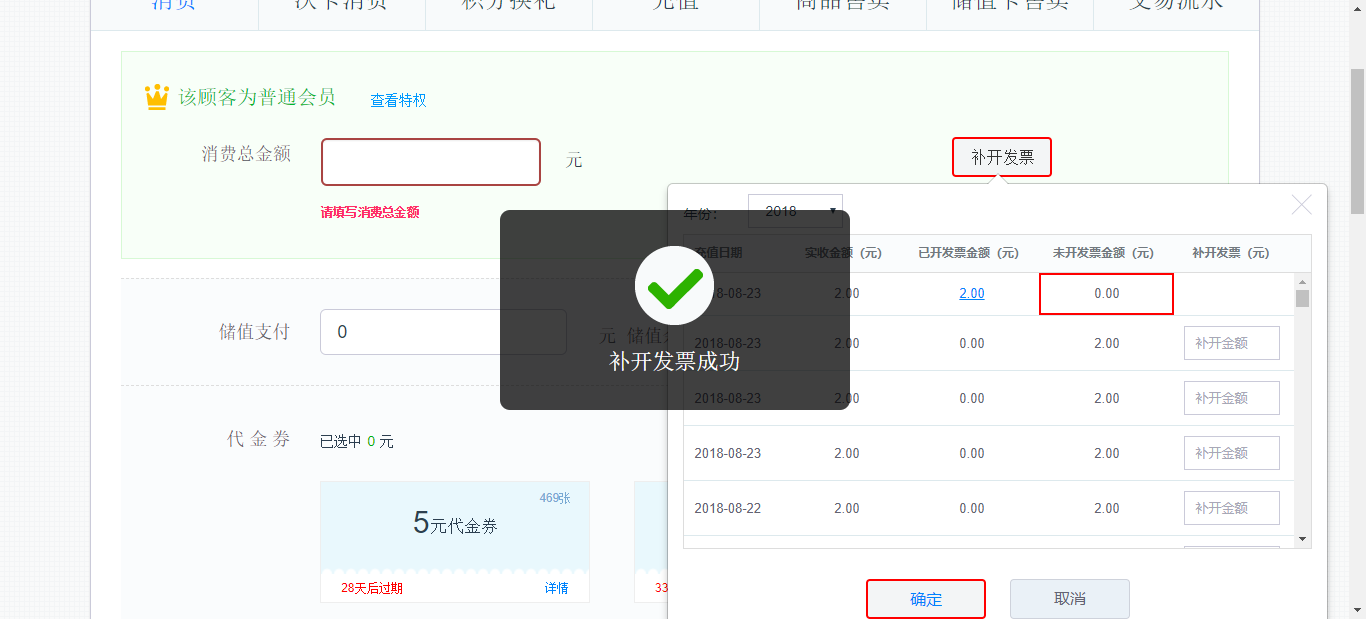 消费 次卡消费 积分换礼 充值 商品售卖 储值卡售卖 交易流水
该顾客为普通会员 查看特权
消费总金额 元 补开发票
请填写消费总金额
年份: 2018
充值日期 实收金额（元） 已开发票金额（元） 未开发票金额（元） 补开发票（元）
2018-08-23 2.00 2.00 0.00
储值支付 0 元 储值
2018-08-23 2.00 0.00 2.00 补开金额
补开发票成功
2018-08-23 2.00 0.00 2.00 补开金额
代金券 已选中 0 元
2018-08-23 2.00 0.00 2.00 补开金额
469张
5元代金券
2018-08-22 2.00 0.00 2.00 补开金额
28天后过期 详情 33
确定 取消